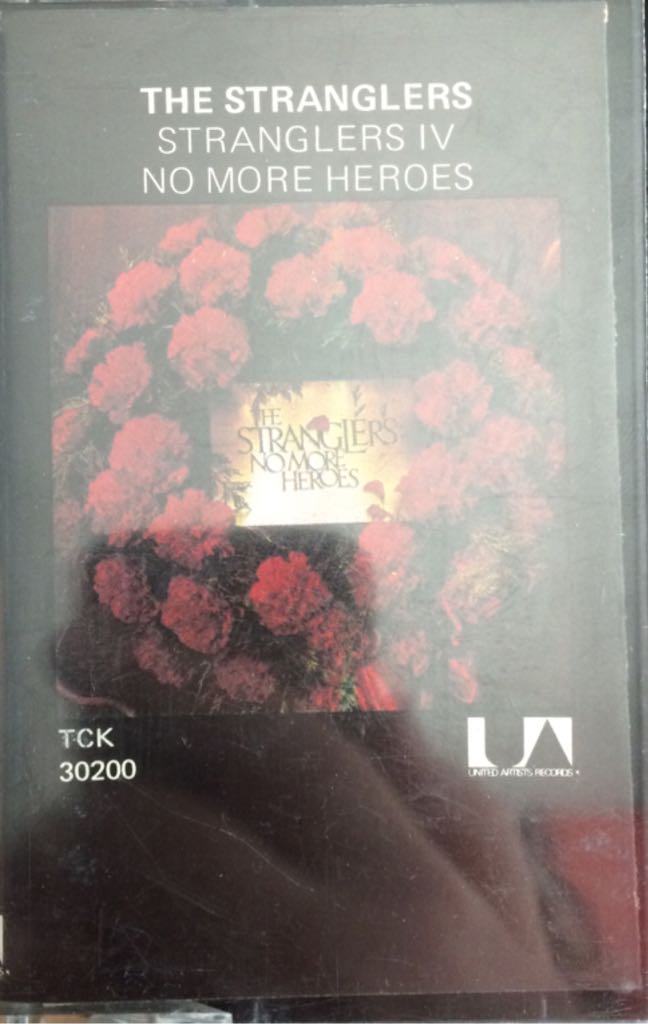 THE STRANGLERS
STRANGLERS IV
NO MORE HEROES
THE
STRANGLERS
NO MORE
HEROES
TCK
30200
UA
UNITED ARTISTS RECORDS